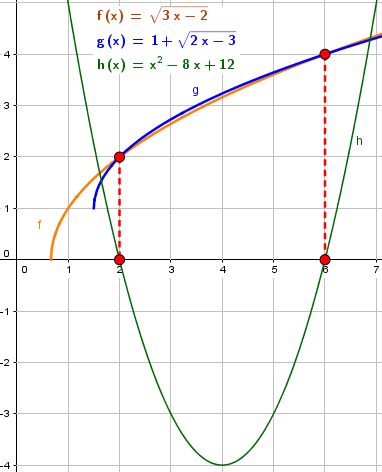 f(x) = √(3x−2)
g(x) = 1+√(2x−3)
h(x) = x² − 8x + 12
4
g
3
h
2
1
f
0
0 1 2 3 4 5 6 7
-1
-2
-3
-4